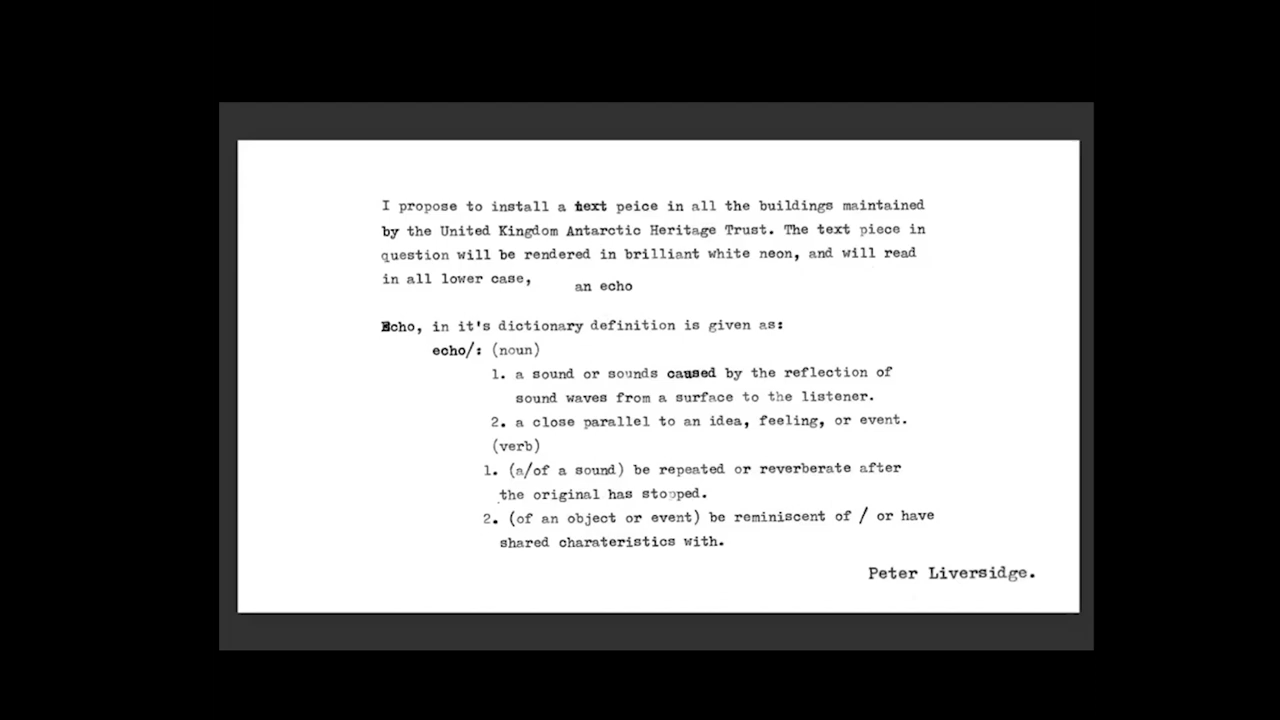 I propose to install a text peice in all the buildings maintained
by the United Kingdom Antarctic Heritage Trust. The text piece in
question will be rendered in brilliant white neon, and will read
in all lower case,
an echo
Echo, in it's dictionary definition is given as:
echo/: (noun)
1. a sound or sounds caused by the reflection of
sound waves from a surface to the listener.
2. a close parallel to an idea, feeling, or event.
(verb)
1. (a/of a sound) be repeated or reverberate after
the original has stopped.
2. (of an object or event) be reminiscent of / or have
shared charateristics with.
Peter Liversidge.